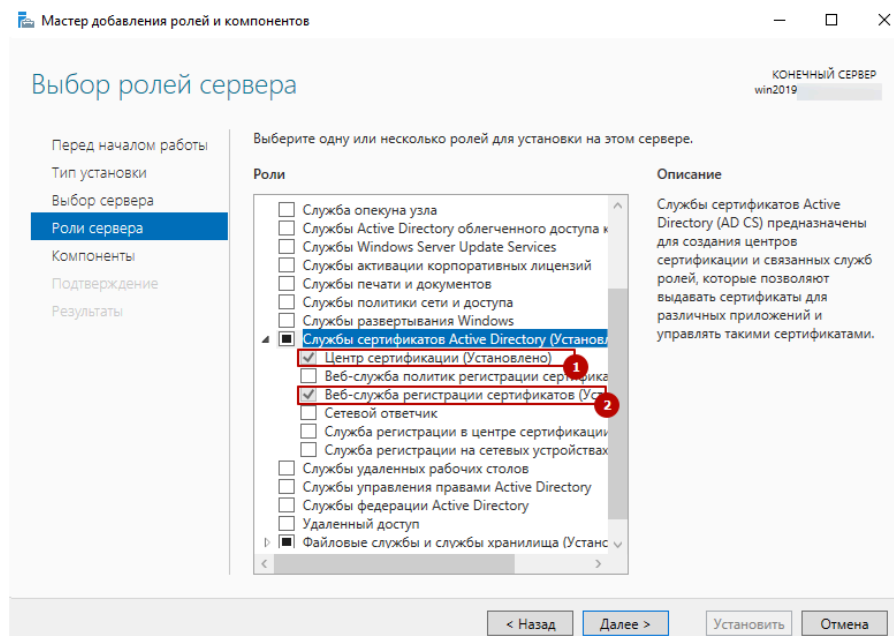 Мастер добавления ролей и компонентов
Выбор ролей сервера
КОНЕЧНЫЙ СЕРВЕР
win2019
Перед началом работы
Тип установки
Выбор сервера
Роли сервера
Компоненты
Подтверждение
Результаты
Выберите одну или несколько ролей для установки на этом сервере.
Роли
Служба опекуна узла
Службы Active Directory облегченного доступа к
Службы Windows Server Update Services
Службы активации корпоративных лицензий
Службы печати и документов
Службы политики сети и доступа
Службы развертывания Windows
Службы сертификатов Active Directory (Установл
Центр сертификации (Установлено)
1
Веб-служба политик регистрации сертифика
Веб-служба регистрации сертификатов (Уст
2
Сетевой ответчик
Служба регистрации в центре сертификации
Служба регистрации на сетевых устройствах
Службы удаленных рабочих столов
Службы управления правами Active Directory
Службы федерации Active Directory
Удаленный доступ
Файловые службы и службы хранилища (Устанс
Описание
Службы сертификатов Active
Directory (AD CS) предназначены
для создания центров
сертификации и связанных служб
ролей, которые позволяют
выдавать сертификаты для
различных приложений и
управлять такими сертификатами.
< Назад
Далее >
Установить
Отмена